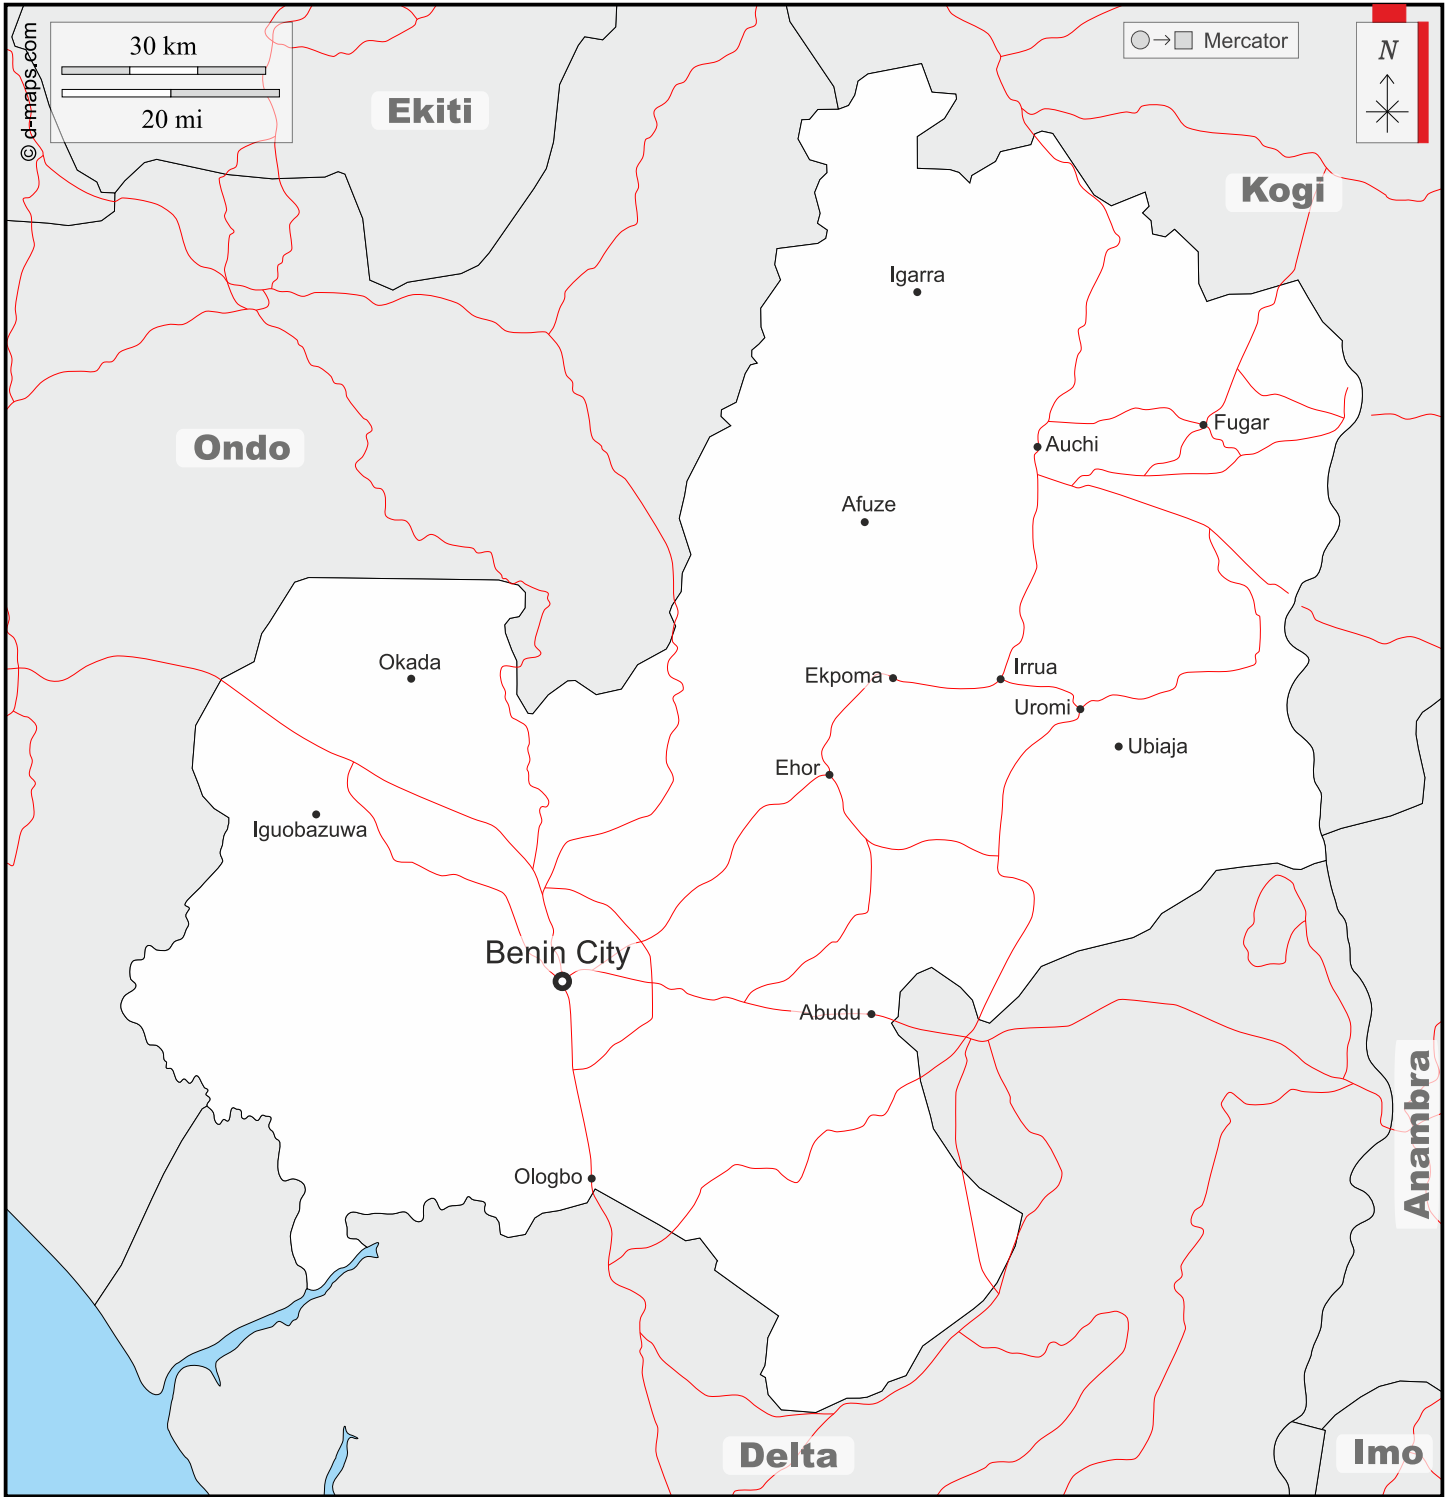 © d-maps.com
30 km
20 mi
Mercator
N
Ekiti
Kogi
Igarra
Ondo
Fugar
Auchi
Afuze
Okada
Ekpoma
Irrua
Uromi
Ubiaja
Ehor
Iguobazuwa
Benin City
Abudu
Anambra
Ologbo
Delta
Imo